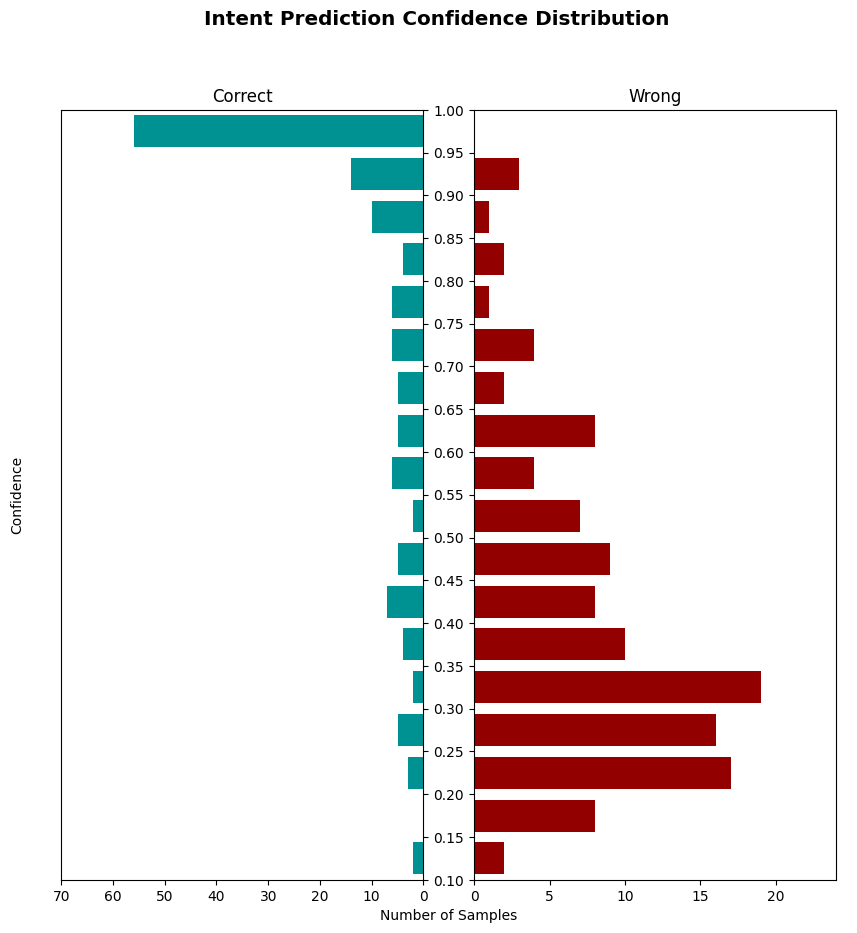 Intent Prediction Confidence Distribution
Correct
Wrong
1.00
0.95
0.90
0.85
0.80
0.75
0.70
0.65
0.60
0.55
0.50
0.45
0.40
0.35
0.30
0.25
0.20
0.15
0.10
Confidence
70 60 50 40 30 20 10 0
0 5 10 15 20
Number of Samples